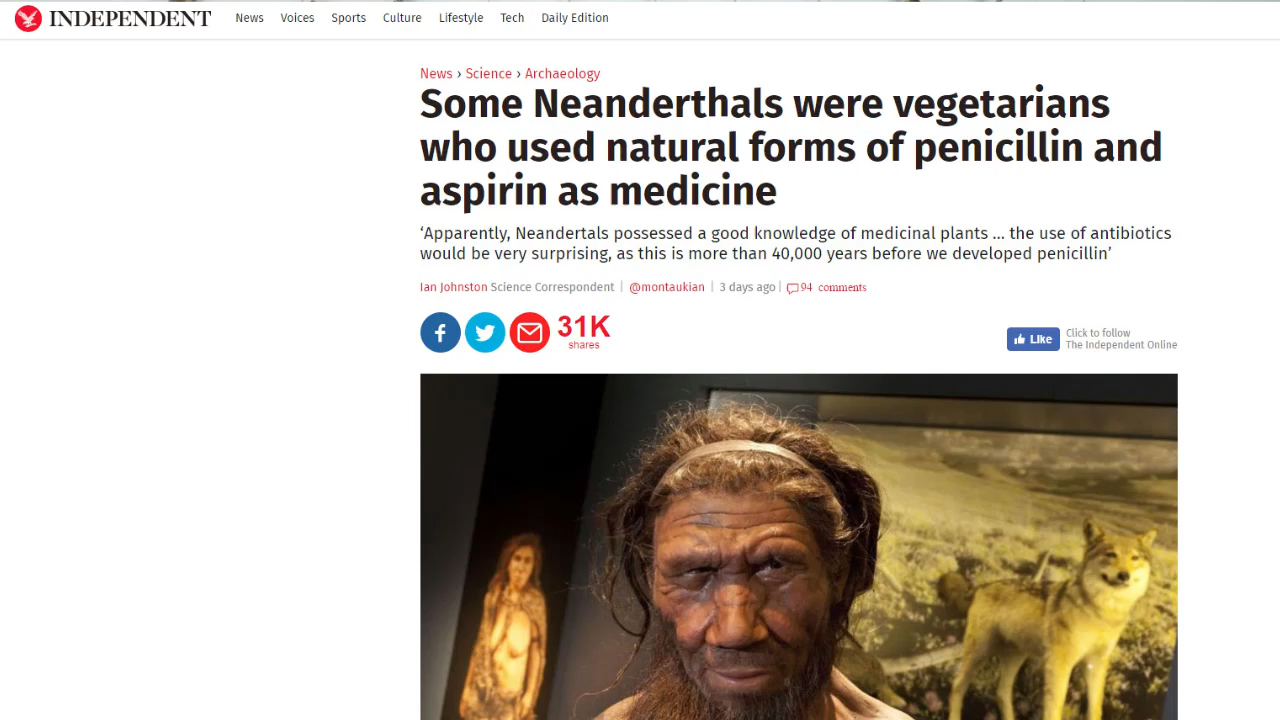 INDEPENDENT News Voices Sports Culture Lifestyle Tech Daily Edition
News › Science › Archaeology
Some Neanderthals were vegetarians
who used natural forms of penicillin and
aspirin as medicine
‘Apparently, Neandertals possessed a good knowledge of medicinal plants ... the use of antibiotics
would be very surprising, as this is more than 40,000 years before we developed penicillin’
Ian Johnston Science Correspondent | @montaukian | 3 days ago | 94 comments
31K
shares
Like
Click to follow
The Independent Online